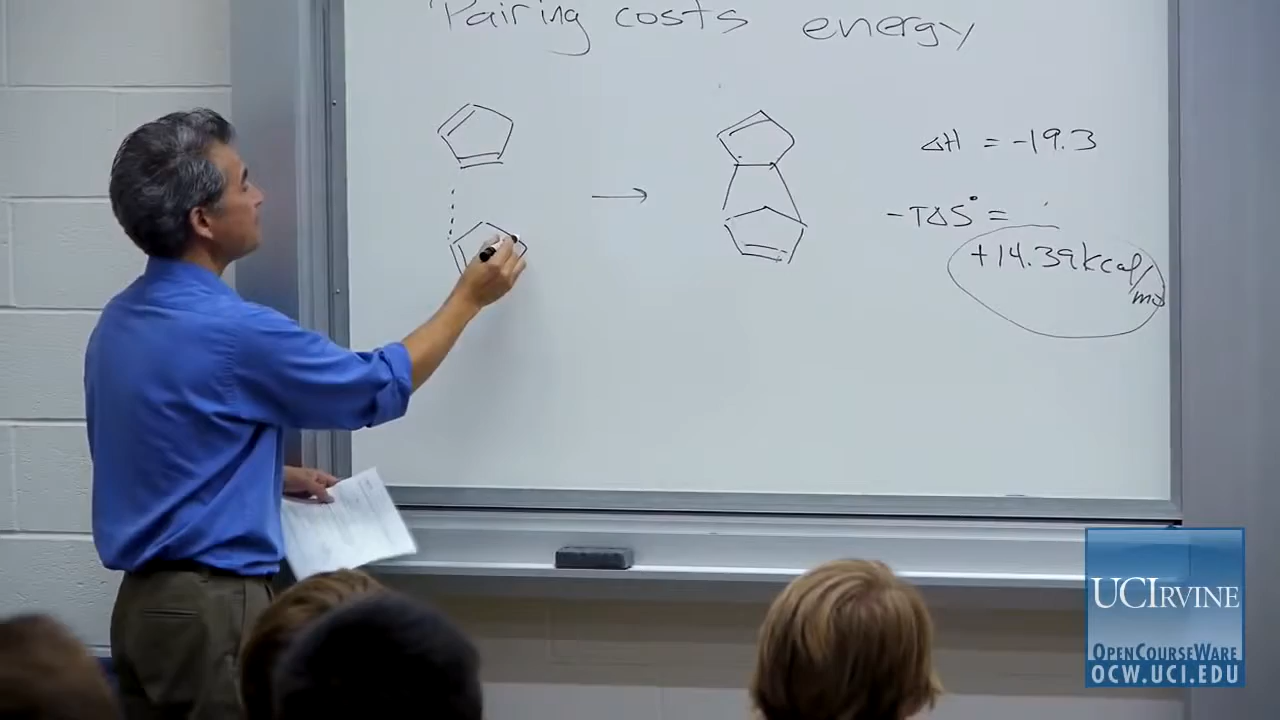 Pairing costs energy
ΔH = -19.3
-TΔS° =
+14.39 kcal/
mol
UCIRVINE
OPENCOURSEWARE
OCW.UCI.EDU